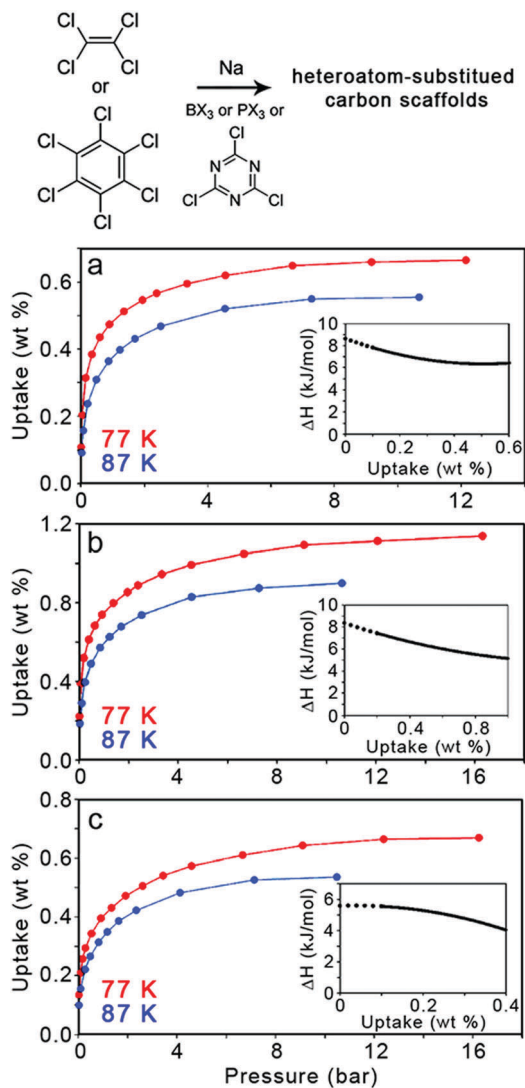 Cl Cl
Cl Cl
or
Cl
Cl Cl
Cl Cl
Cl
Na
BX3 or PX3 or
Cl
N N
Cl N Cl
heteroatom-substitued
carbon scaffolds
a
Uptake (wt %)
0.6
0.4
0.2
0.0
77 K
87 K
0 4 8 12
ΔH (kJ/mol)
10
8
6
4
2
0
0 0.2 0.4 0.6
Uptake (wt %)
b
Uptake (wt %)
1.2
0.8
0.4
0.0
77 K
87 K
0 4 8 12 16
ΔH (kJ/mol)
10
8
6
4
2
0
0 0.4 0.8
Uptake (wt %)
c
Uptake (wt %)
0.8
0.6
0.4
0.2
0.0
77 K
87 K
0 4 8 12 16
Pressure (bar)
ΔH (kJ/mol)
6
4
2
0
0 0.2 0.4
Uptake (wt %)